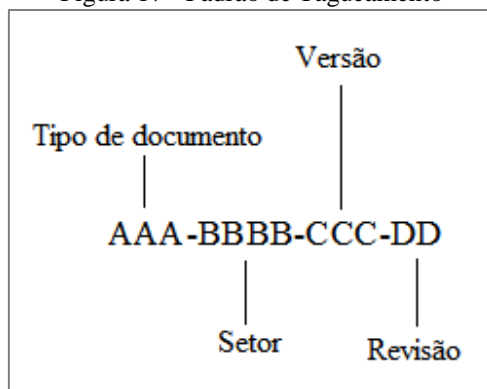 Versão
Tipo de documento
AAA-BBBB-CCC-DD
Setor
Revisão